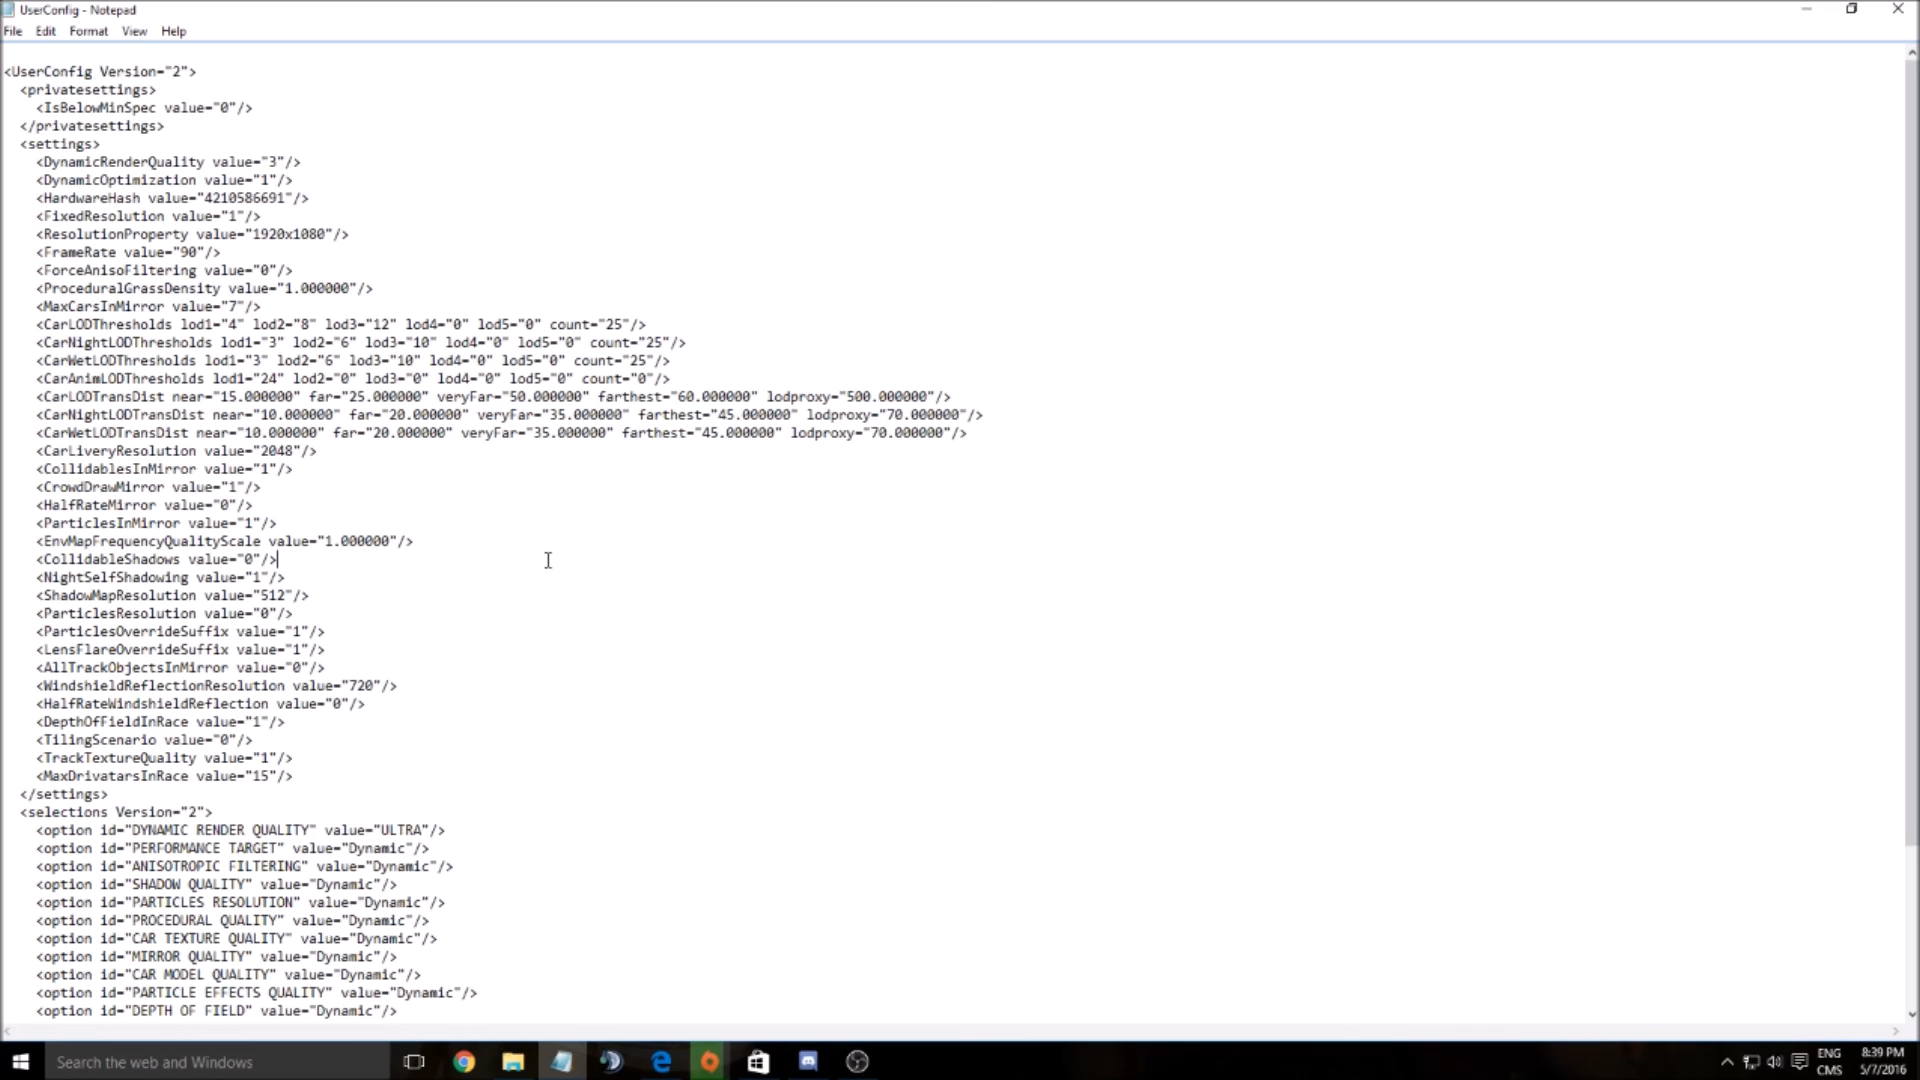 UserConfig - Notepad
File Edit Format View Help
<UserConfig Version="2">
<privatesettings>
<IsBelowMinSpec value="0"/>
</privatesettings>
<settings>
<DynamicRenderQuality value="3"/>
<DynamicOptimization value="1"/>
<HardwareHash value="4210586691"/>
<FixedResolution value="1"/>
<ResolutionProperty value="1920x1080"/>
<FrameRate value="90"/>
<ForceAnisoFiltering value="0"/>
<ProceduralGrassDensity value="1.000000"/>
<MaxCarsInMirror value="7"/>
<CarLODThresholds lod1="4" lod2="8" lod3="12" lod4="0" lod5="0" count="25"/>
<CarNightLODThresholds lod1="3" lod2="6" lod3="10" lod4="0" lod5="0" count="25"/>
<CarWetLODThresholds lod1="3" lod2="6" lod3="10" lod4="0" lod5="0" count="25"/>
<CarAnimLODThresholds lod1="24" lod2="0" lod3="0" lod4="0" lod5="0" count="0"/>
<CarLODTransDist near="15.000000" far="25.000000" veryFar="50.000000" farthest="60.000000" lodproxy="500.000000"/>
<CarNightLODTransDist near="10.000000" far="20.000000" veryFar="35.000000" farthest="45.000000" lodproxy="70.000000"/>
<CarWetLODTransDist near="10.000000" far="20.000000" veryFar="35.000000" farthest="45.000000" lodproxy="70.000000"/>
<CarLiveryResolution value="2048"/>
<CollidablesInMirror value="1"/>
<CrowdDrawMirror value="1"/>
<HalfRateMirror value="0"/>
<ParticlesInMirror value="1"/>
<EnvMapFrequencyQualityScale value="1.000000"/>
<CollidableShadows value="0"/>
<NightSelfShadowing value="1"/>
<ShadowMapResolution value="512"/>
<ParticlesResolution value="0"/>
<ParticlesOverrideSuffix value="1"/>
<LensFlareOverrideSuffix value="1"/>
<AllTrackObjectsInMirror value="0"/>
<WindshieldReflectionResolution value="720"/>
<HalfRateWindshieldReflection value="0"/>
<DepthOfFieldInRace value="1"/>
<TilingScenario value="0"/>
<TrackTextureQuality value="1"/>
<MaxDrivatarsInRace value="15"/>
</settings>
<selections Version="2">
<option id="DYNAMIC RENDER QUALITY" value="ULTRA"/>
<option id="PERFORMANCE TARGET" value="Dynamic"/>
<option id="ANISOTROPIC FILTERING" value="Dynamic"/>
<option id="SHADOW QUALITY" value="Dynamic"/>
<option id="PARTICLES RESOLUTION" value="Dynamic"/>
<option id="PROCEDURAL QUALITY" value="Dynamic"/>
<option id="CAR TEXTURE QUALITY" value="Dynamic"/>
<option id="MIRROR QUALITY" value="Dynamic"/>
<option id="CAR MODEL QUALITY" value="Dynamic"/>
<option id="PARTICLE EFFECTS QUALITY" value="Dynamic"/>
<option id="DEPTH OF FIELD" value="Dynamic"/>
Search the web and Windows
ENG 8:39 PM
CMS 5/7/2016